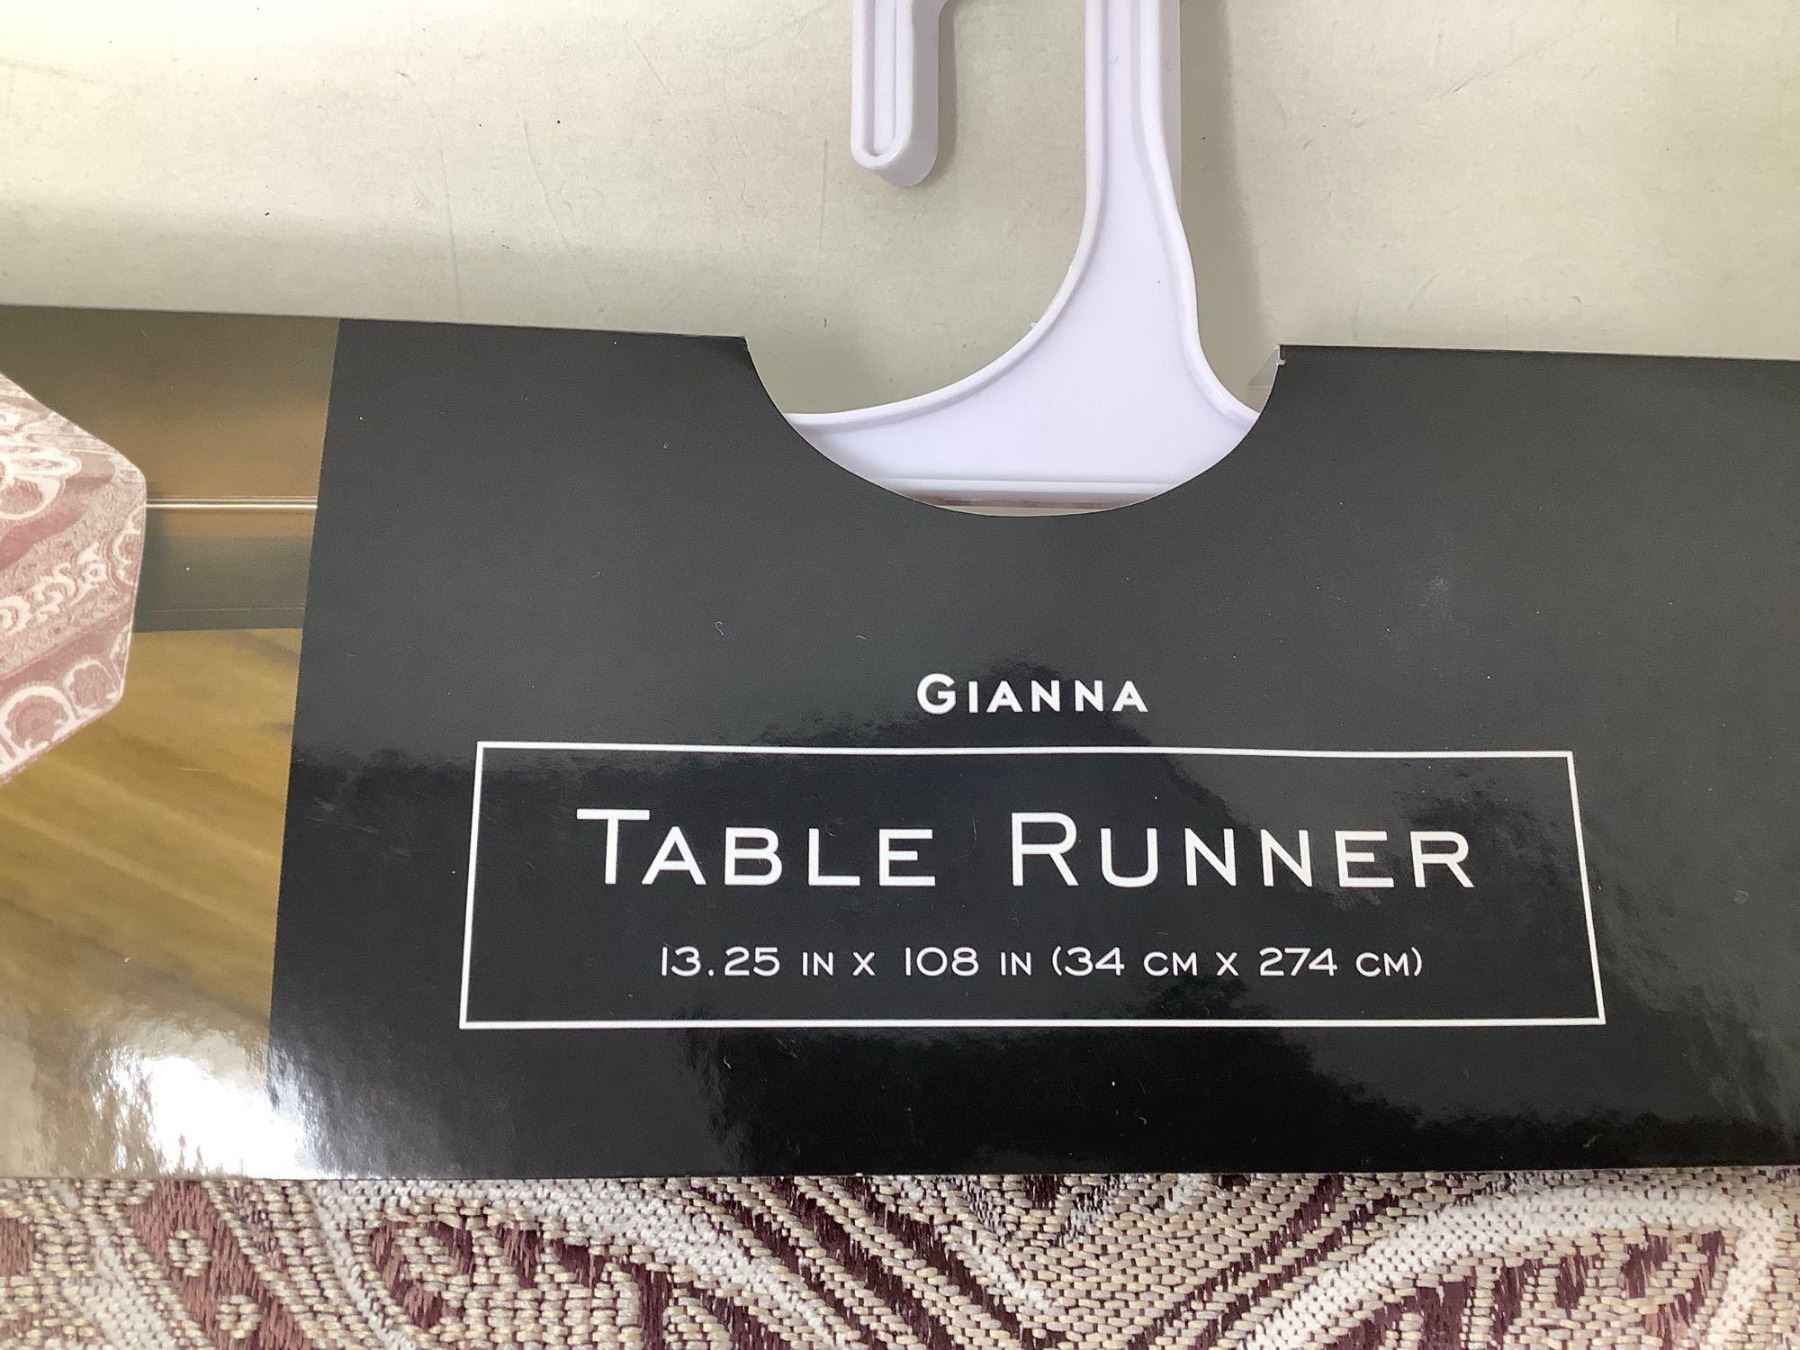 GIANNA
TABLE RUNNER
13.25 IN X 108 IN (34 CM X 274 CM)